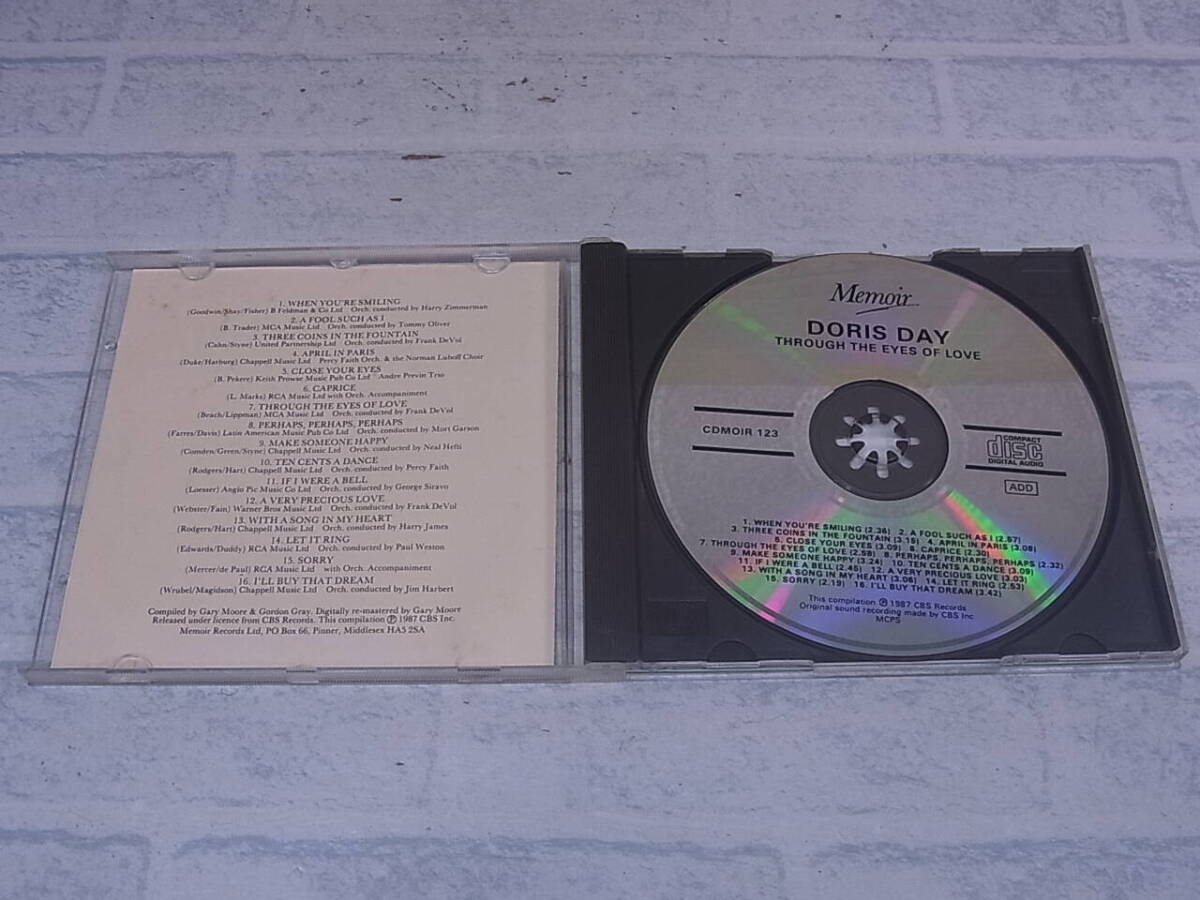 1. WHEN YOU'RE SMILING
(Goodwin/Shay/Fisher) B Feldman & Co Ltd Orch. conducted by Harry Zimmerman
2. A FOOL SUCH AS I
(B. Trader) MCA Music Ltd Orch. conducted by Tommy Oliver
3. THREE COINS IN THE FOUNTAIN
(Cahn/Styne) United Partnership Ltd Orch. conducted by Frank DeVol
4. APRIL IN PARIS
(Duke/Harburg) Chappell Music Ltd Percy Faith Orch. & the Norman Luboff Choir
5. CLOSE YOUR EYES
(B. Pekere) Keith Prowse Music Pub Co Ltd Andre Previn Trio
6. CAPRICE
(L. Marks) RCA Music Ltd with Orch. Accompaniment
7. THROUGH THE EYES OF LOVE
(Beach/Lippman) MCA Music Ltd Orch. conducted by Frank DeVol
8. PERHAPS, PERHAPS, PERHAPS
(Farres/Davis) Latin American Music Pub Co Ltd Orch. conducted by Mort Garson
9. MAKE SOMEONE HAPPY
(Comden/Green/Styne) Chappell Music Ltd Orch. conducted by Neal Hefti
10. TEN CENTS A DANCE
(Rodgers/Hart) Chappell Music Ltd Orch. conducted by Percy Faith
11. IF I WERE A BELL
(Loesser) Anglo Pic Music Co Ltd Orch. conducted by George Siravo
12. A VERY PRECIOUS LOVE
(Webster/Fain) Warner Bros Music Ltd Orch. conducted by Frank DeVol
13. WITH A SONG IN MY HEART
(Rodgers/Hart) Chappell Music Ltd Orch. conducted by Harry James
14. LET IT RING
(Edwards/Duddy) RCA Music Ltd Orch. conducted by Paul Weston
15. SORRY
(Mercer/de Paul) RCA Music Ltd with Orch. Accompaniment
16. I'LL BUY THAT DREAM
(Wrubel/Magidson) Chappell Music Ltd Orch. conducted by Jim Harbert
Compiled by Gary Moore & Gordon Gray. Digitally re-mastered by Gary Moore
Released under licence from CBS Records. This compilation ℗ 1987 CBS Inc.
Memoir Records Ltd, PO Box 66, Pinner, Middlesex HA5 2SA
Memoir
DORIS DAY
THROUGH THE EYES OF LOVE
CDMOIR 123
COMPACT
disc
DIGITAL AUDIO
ADD
1. WHEN YOU'RE SMILING (2.36) 2. A FOOL SUCH AS I (2.57)
3. THREE COINS IN THE FOUNTAIN (3.15) 4. APRIL IN PARIS (3.08)
5. CLOSE YOUR EYES (3.09) 6. CAPRICE (2.38)
7. THROUGH THE EYES OF LOVE (2.59) 8. PERHAPS, PERHAPS, PERHAPS (2.32)
9. MAKE SOMEONE HAPPY (3.24) 10. TEN CENTS A DANCE (3.09)
11. IF I WERE A BELL (2.45) 12. A VERY PRECIOUS LOVE (3.03)
13. WITH A SONG IN MY HEART (3.06) 14. LET IT RING (2.53)
15. SORRY (2.19) 16. I'LL BUY THAT DREAM (3.42)
This compilation ℗ 1987 CBS Records
Original sound recording made by CBS Inc
MCPS